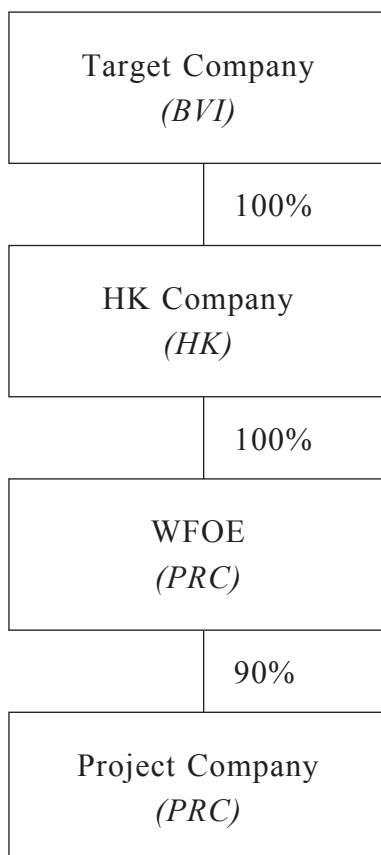 Target Company
(BVI)
100%
HK Company
(HK)
100%
WFOE
(PRC)
90%
Project Company
(PRC)